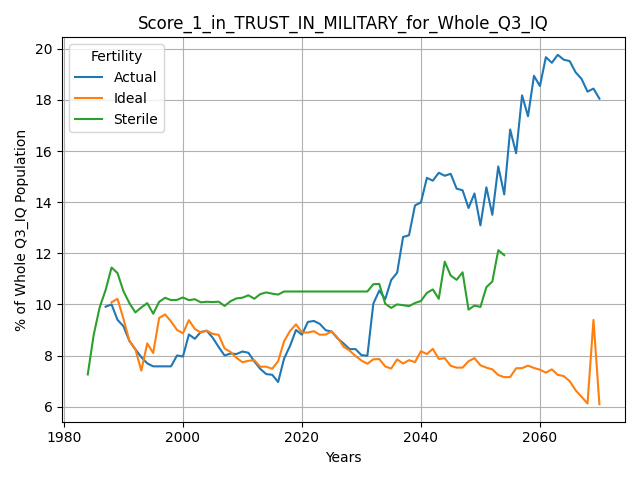 Score_1_in_TRUST_IN_MILITARY_for_Whole_Q3_IQ
Fertility
Actual
Ideal
Sterile
% of Whole Q3_IQ Population
20
18
16
14
12
10
8
6
1980
2000
2020
2040
2060
Years